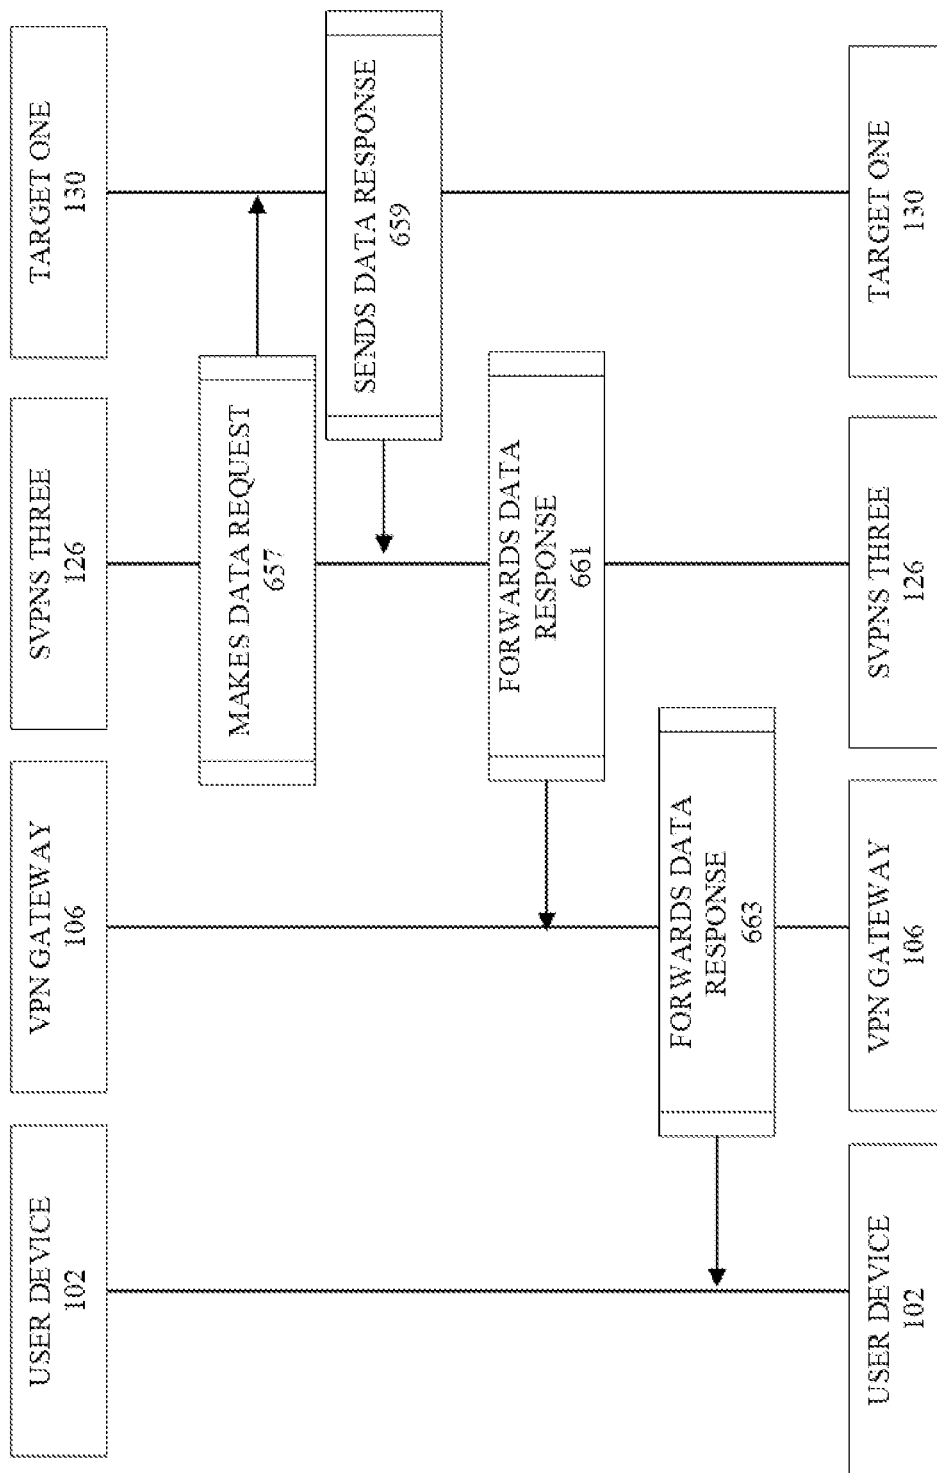 USER DEVICE
102
VPN GATEWAY
106
SVPNS THREE
126
TARGET ONE
130
MAKES DATA REQUEST
657
SENDS DATA RESPONSE
659
FORWARDS DATA
RESPONSE
661
FORWARDS DATA
RESPONSE
663
USER DEVICE
102
VPN GATEWAY
106
SVPNS THREE
126
TARGET ONE
130